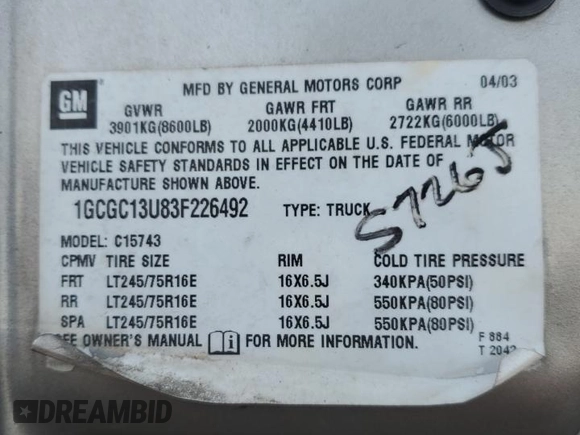 GM
MFD BY GENERAL MOTORS CORP 04/03
GVWR GAWR FRT GAWR RR
3901KG(8600LB) 2000KG(4410LB) 2722KG(6000LB)
THIS VEHICLE CONFORMS TO ALL APPLICABLE U.S. FEDERAL MOTOR
VEHICLE SAFETY STANDARDS IN EFFECT ON THE DATE OF
MANUFACTURE SHOWN ABOVE.
1GCGC13U83F226492 TYPE: TRUCK
57265
MODEL: C15743
CPMV TIRE SIZE RIM COLD TIRE PRESSURE
FRT LT245/75R16E 16X6.5J 340KPA(50PSI)
RR LT245/75R16E 16X6.5J 550KPA(80PSI)
SPA LT245/75R16E 16X6.5J 550KPA(80PSI)
SEE OWNER'S MANUAL FOR MORE INFORMATION. F 884
T 2042
DREAMBID